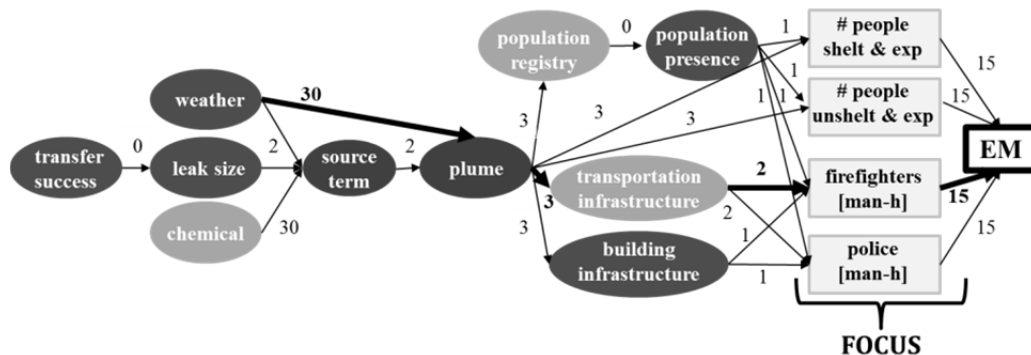 population
registry
0
population
presence
1
# people
shelt & exp
15
weather
30
3
3
1
1
1
3
# people
unshelt & exp
15
EM
transfer
success
0
leak size
2
source
term
2
plume
3
transportation
infrastructure
2
2
firefighters
[man-h]
15
chemical
30
3
building
infrastructure
1
1
police
[man-h]
15
FOCUS